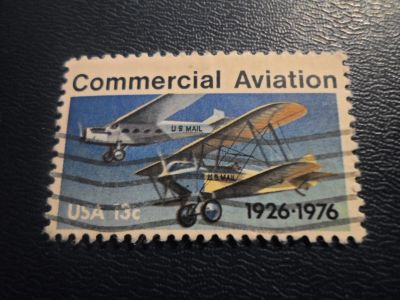 Commercial Aviation
U S MAIL
U.S. MAIL
USA 13c
1926·1976